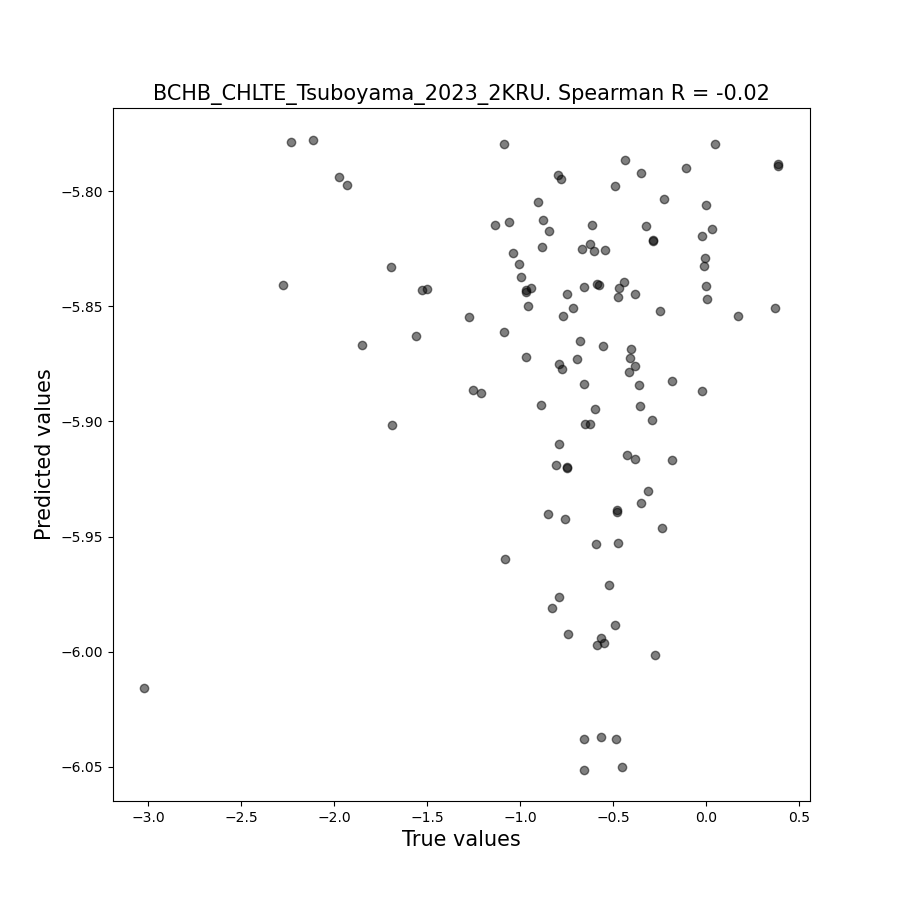 BCHB_CHLTE_Tsuboyama_2023_2KRU. Spearman R = -0.02
Predicted values
−5.80
−5.85
−5.90
−5.95
−6.00
−6.05
−3.0 −2.5 −2.0 −1.5 −1.0 −0.5 0.0 0.5
True values